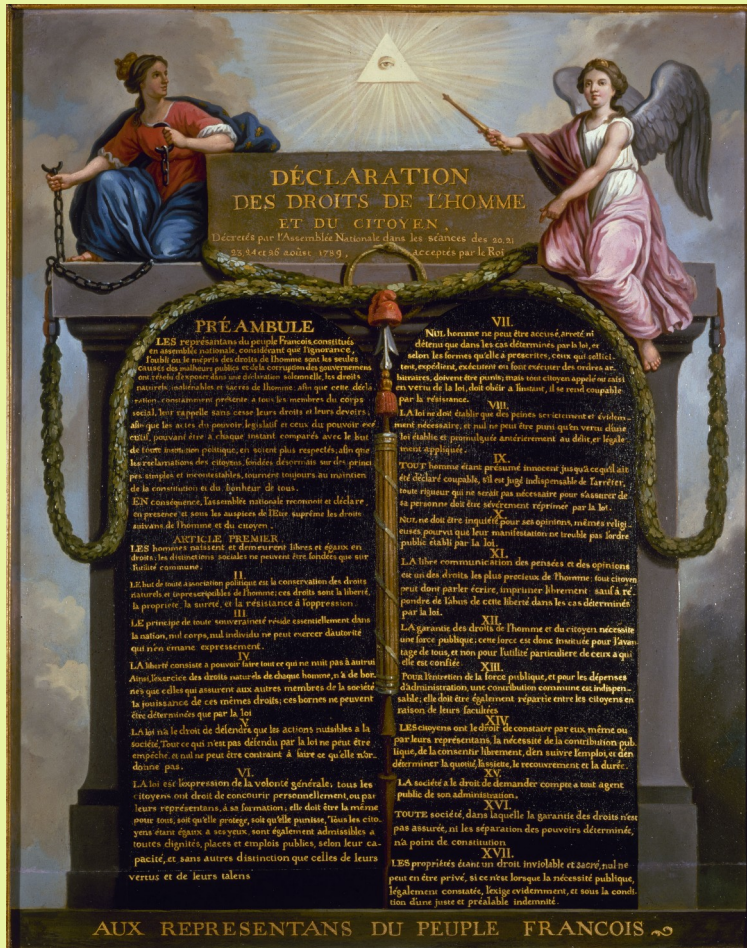 DÉCLARATION
DES DROITS DE L'HOMME
ET DU CITOYEN,
Décretés par l'Assemblée Nationale dans les séances des 20, 21
23, 24 et 26 août 1789, acceptés par le Roi
PRÉAMBULE
LES représentans du peuple François, constitués
en assemblée nationale, considérant que l'ignorance,
l'oubli ou le mépris des droits de l'homme sont les seules
causes des malheurs publics et de la corruption des gouvernemens
ont résolu d'exposer dans une déclaration solemnelle, les droits
naturels, inaliénables et sacrés de l'homme; afin que cette décla
ration, constamment présente a tous les membres du corps
social, leur rappelle sans cesse leurs droits et leurs devoirs,
afin que les actes du pouvoir législatif et ceux du pouvoir exé
cutif, pouvant être à chaque instant comparés avec le but
de toute institution politique, en soient plus respectés; afin que
les reclamations des citoyens, fondées désormais sur des princi
pes simples et incontestables, tournent toujours au maintien
de la constitution et du bonheur de tous.
EN conséquence, l'assemblée nationale reconnoit et déclare,
en presence et sous les auspices de l'Etre suprême les droits
suivans de l'homme et du citoyen.
ARTICLE PREMIER
LES hommes naissent et demeurent libres et égaux en
droits; les distinctions sociales ne peuvent être fondées que sur
l'utilité commune.
II.
LE but de toute association politique est la conservation des droits
naturels et inprescripables de l'homme; ces droits sont la liberté,
la propriete, la sureté, et la résistance à l'oppression.
III.
LE principe de toute souveraineté réside essentiellement dans
la nation, nul corps, nul individu ne peut exercer d'autorité
qui n'en émane expressement.
IV.
LA liberté consiste a pouvoir faire tout ce qui ne nuit pas à autrui
Ainsi, l'exercice des droits naturels de chaque homme, n'a de bor
nes que celles qui assurent aux autres membres de la société
la jouissance de ces mêmes droits; ces bornes ne peuvent
être déterminées que par la loi
V.
LA loi n'a le droit de défendre que les actions nuisibles a la
société. Tout ce qui n'est pas défendu par la loi ne peut être
empêché, et nul ne peut être contraint à faire ce qu'elle n'or-
donne pas.
VI.
LA loi est l'expression de la volonté générale; tous les
citoyens ont droit de concourir personnellement, ou par
leurs représentans, à sa formation; elle doit être la même
pour tous, soit qu'elle protege, soit qu'elle punisse, Tous les cito-
yens étant égaux a ses yeux, sont également admissibles a
toutes dignités, places et emplois publics, selon leur ca-
pacité, et sans autres distinction que celles de leurs
vertus et de leurs talens
VII.
NUL homme ne peut être accusé, arreté ni
détenu que dans les cas déterminés par la loi, et
selon les formes qu'elle à prescrites, ceux qui sollici-
tent, expédient, exécutent ou font exécuter des ordres ar-
bitraires, doivent être punis; mais tout citoyen appelé ou saisi
en vertu de la loi, doit obéir a l'instant, il se rend coupable
par la résistance.
VIII.
LA loi ne doit établir que des peines strictement et évidem-
ment nécessaire, et nul ne peut être puni qu'en vertu d'une
loi établie et promulguée antérierement au délit, et légale-
ment appliquée.
IX.
TOUT homme étant présumé innocent jusqu'à ce qu'il ait
été déclaré coupable, s'il est jugé indispensable de l'arrêter,
toute rigueur qui ne serait pas nécessaire pour s'assurer de
sa personne doit être sévèrement réprimée par la loi.
X.
NUL ne doit être inquiété pour ses opinions, mêmes religi-
euses pourvu que leur manifestation ne trouble pas l'ordre
public établi par la loi.
XI.
LA libre communication des pensées et des opinions
est un des droits les plus precieux de l'homme; tout citoyen
peut dont parler écrire, imprimer librement: sauf à ré-
pondre de l'abus de cette liberté dans les cas déterminés
par la loi.
XII.
LA garantie des droits de l'homme et du citoyen nécessite
une force publique; cette force est donc instituée pour l'avan-
tage de tous, et non pour l'utilité particuliere de ceux a qui
elle est confiée
XIII.
POUR l'entretien de la force publique, et pour les dépenses
d'administration, une contribution commune est indispen-
sable; elle doit être également répartie entre les citoyens en
raison de leurs facultées
XIV.
LES citoyens ont le droit de constater par eux même ou
par leurs représentans, la nécessité de la contribution pub-
lique, de la consentir librement, d'en suivre l'emploi, et d'en
déterminer la quotité, l'assiette, le recouvrement et la durée.
XV.
LA société a le droit de demander compte a tout agent
public de son administration.
XVI.
TOUTE société, dans laquelle la garantie des droits n'est
pas assurée, ni les séparation des pouvoirs déterminée,
n'a point de constitution
XVII.
LES propriétés étant un droit inviolable et sacré, nul ne
peut en être privé, si ce n'est lorsque la nécessité publique,
légalement constatée, l'exige evidemment, et sous la condi-
tion d'une juste et préalable indemnité.
AUX REPRESENTANS DU PEUPLE FRANCOIS